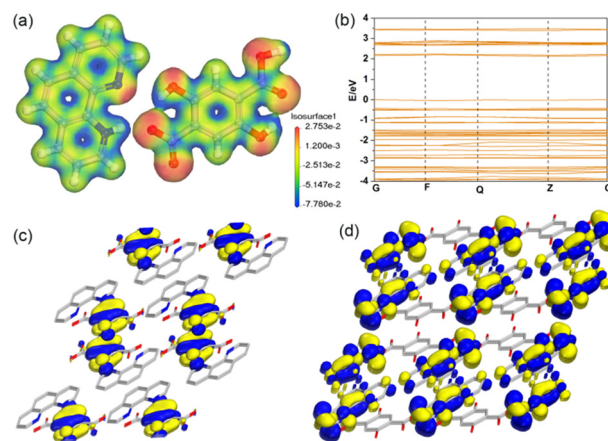 (a)
Isosurface1
2.753e-2
1.200e-3
-2.513e-2
-5.147e-2
-7.780e-2
(b)
E/eV
4
3
2
1
0
-1
-2
-3
-4
G F Q Z G
(c)
(d)